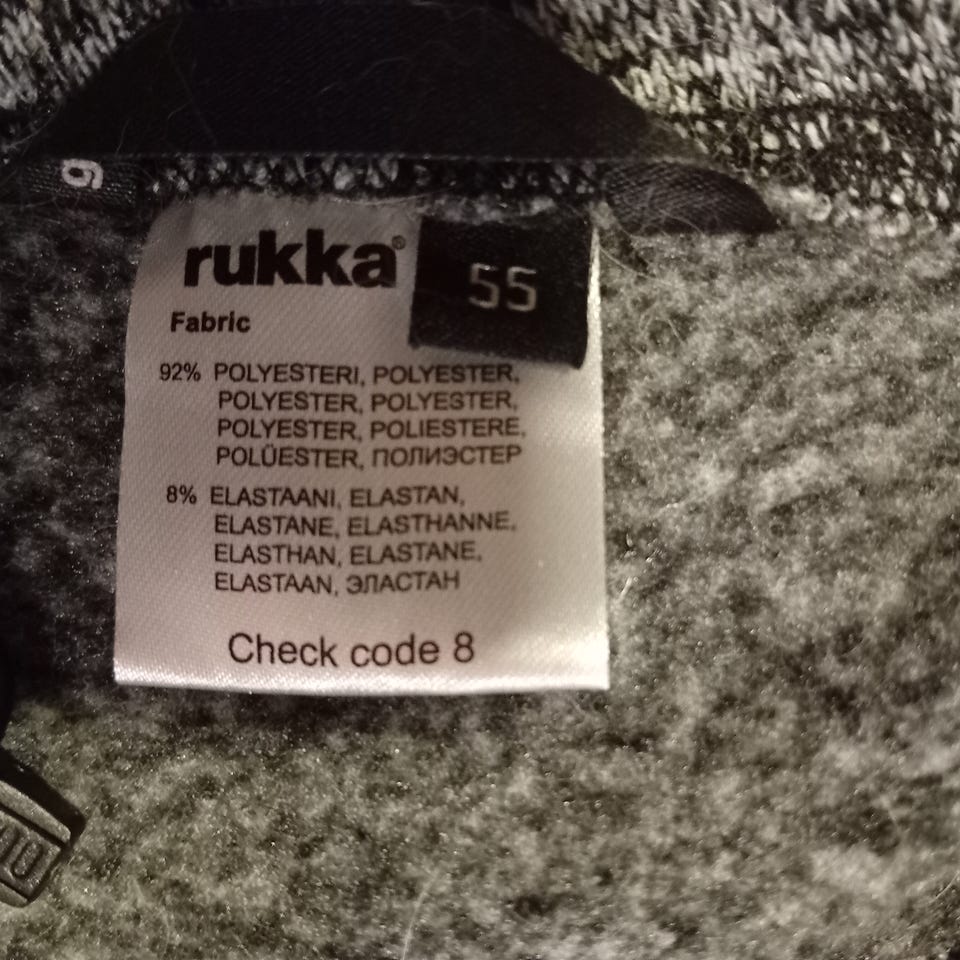 rukka®
55
Fabric
92% POLYESTERI, POLYESTER,
POLYESTER, POLYESTER,
POLYESTER, POLIESTERE,
POLÜESTER, ПОЛИЭСТЕР
8% ELASTAANI, ELASTAN,
ELASTANE, ELASTHANNE,
ELASTHAN, ELASTANE,
ELASTAAN, ЭЛАСТАН
Check code 8